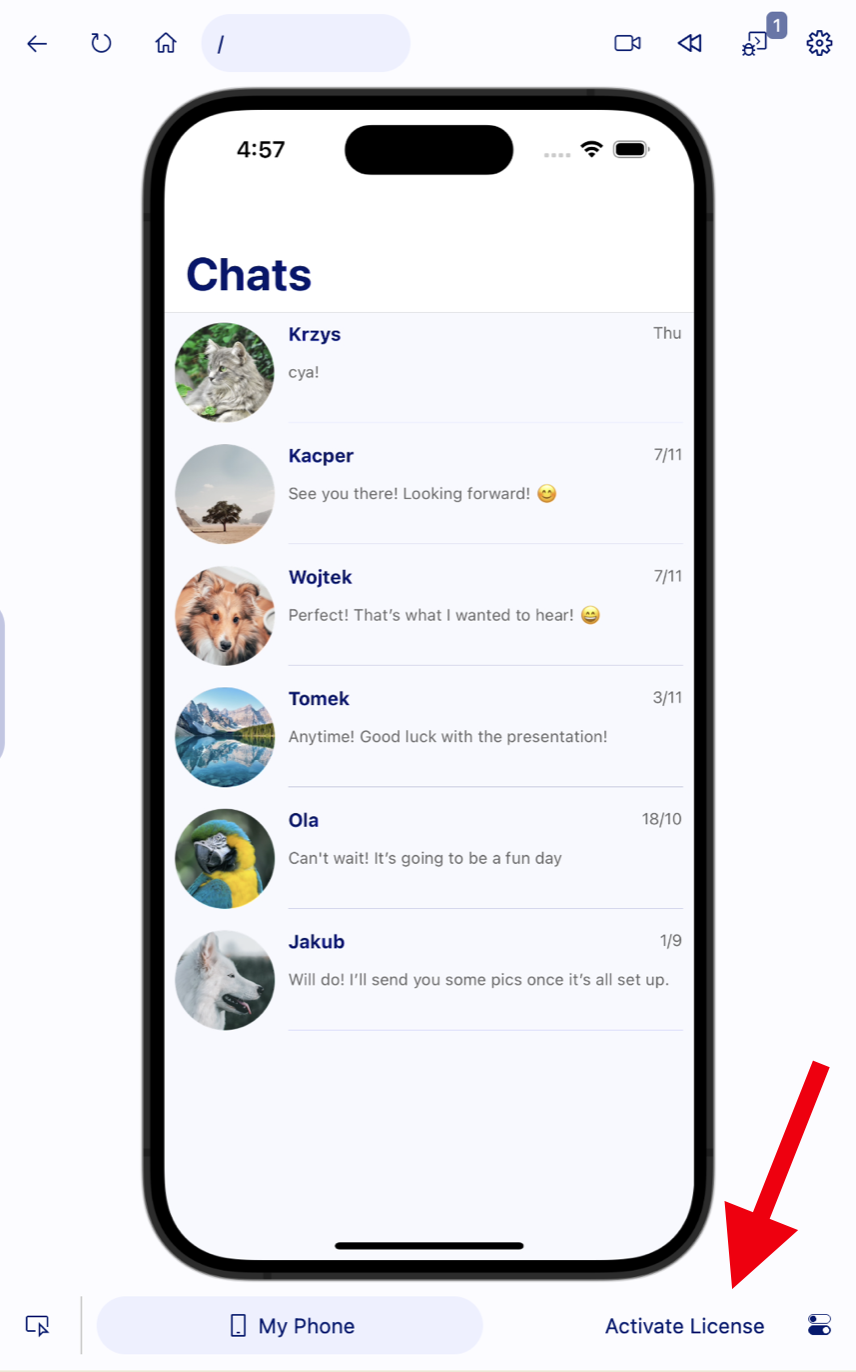 /
1
4:57
Chats
Krzys
Thu
cya!
Kacper
7/11
See you there! Looking forward! 😊
Wojtek
7/11
Perfect! That's what I wanted to hear! 😄
Tomek
3/11
Anytime! Good luck with the presentation!
Ola
18/10
Can't wait! It's going to be a fun day
Jakub
1/9
Will do! I'll send you some pics once it's all set up.
My Phone
Activate License